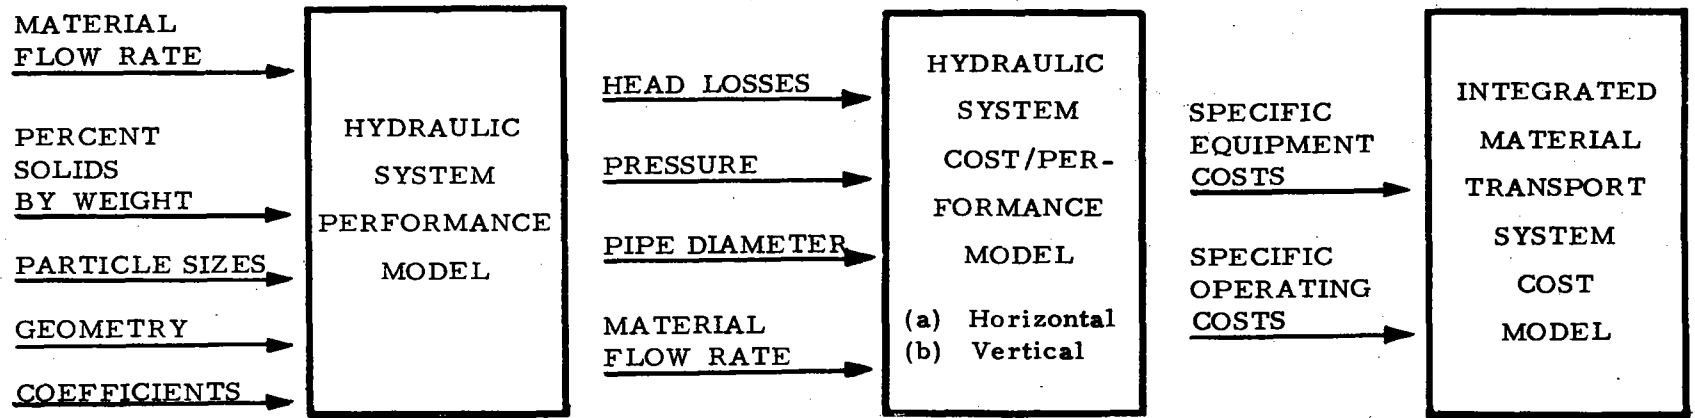 MATERIAL
FLOW RATE
PERCENT
SOLIDS
BY WEIGHT
PARTICLE SIZES
GEOMETRY
COEFFICIENTS
HYDRAULIC
SYSTEM
PERFORMANCE
MODEL
HEAD LOSSES
PRESSURE
PIPE DIAMETER
MATERIAL
FLOW RATE
HYDRAULIC
SYSTEM
COST/PER-
FORMANCE
MODEL
(a) Horizontal
(b) Vertical
SPECIFIC
EQUIPMENT
COSTS
SPECIFIC
OPERATING
COSTS
INTEGRATED
MATERIAL
TRANSPORT
SYSTEM
COST
MODEL